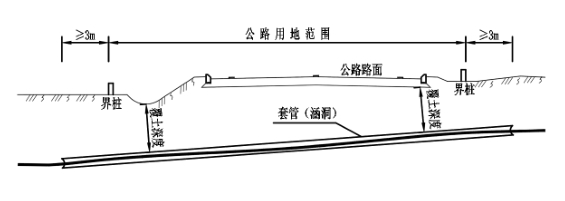 ≥3m
公路用地范围
≥3m
公路路面
界桩
界桩
覆土深度
覆土深度
套管（涵洞）